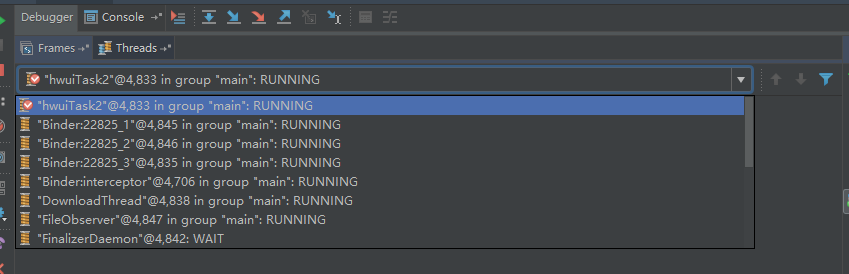 Debugger Console
Frames Threads
"hwuiTask2"@4,833 in group "main": RUNNING
"hwuiTask2"@4,833 in group "main": RUNNING
"Binder:22825_1"@4,845 in group "main": RUNNING
"Binder:22825_2"@4,846 in group "main": RUNNING
"Binder:22825_3"@4,835 in group "main": RUNNING
"Binder:interceptor"@4,706 in group "main": RUNNING
"DownloadThread"@4,838 in group "main": RUNNING
"FileObserver"@4,847 in group "main": RUNNING
"FinalizerDaemon"@4,842: WAIT